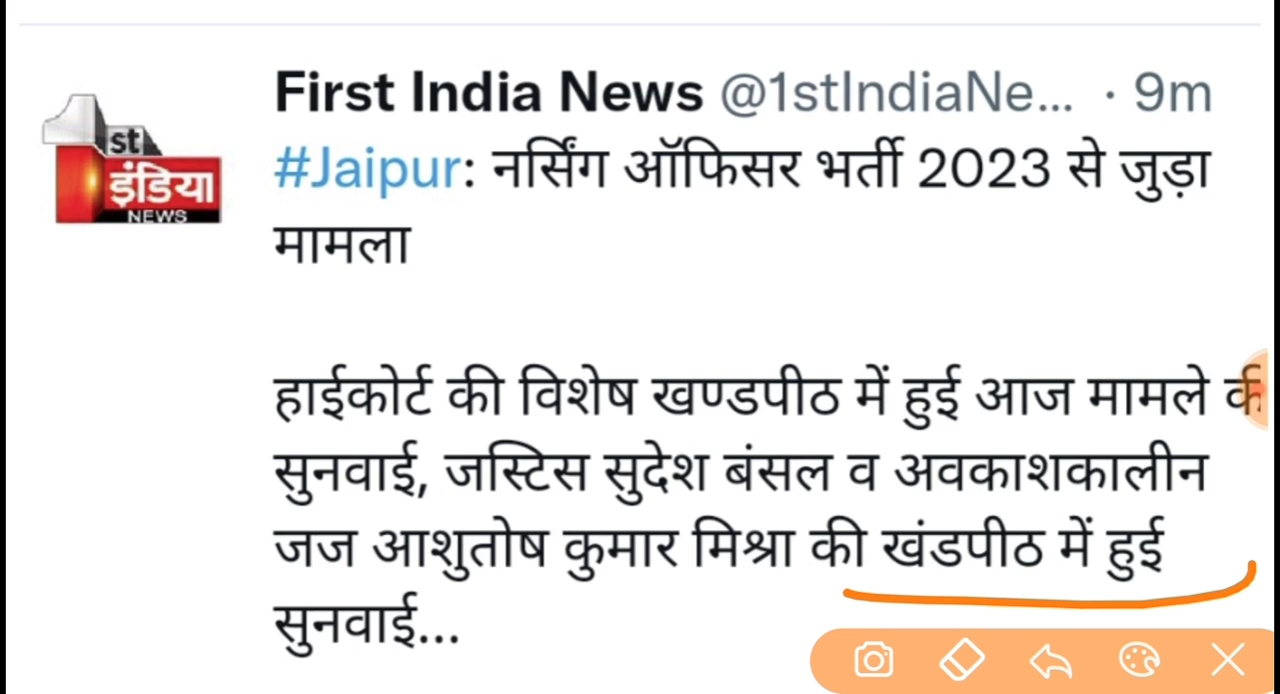 First India News @1stIndiaNe... · 9m
1st
इंडिया
NEWS
#Jaipur: नर्सिंग ऑफिसर भर्ती 2023 से जुड़ा
मामला
हाईकोर्ट की विशेष खण्डपीठ में हुई आज मामले की
सुनवाई, जस्टिस सुदेश बंसल व अवकाशकालीन
जज आशुतोष कुमार मिश्रा की खंडपीठ में हुई
सुनवाई...